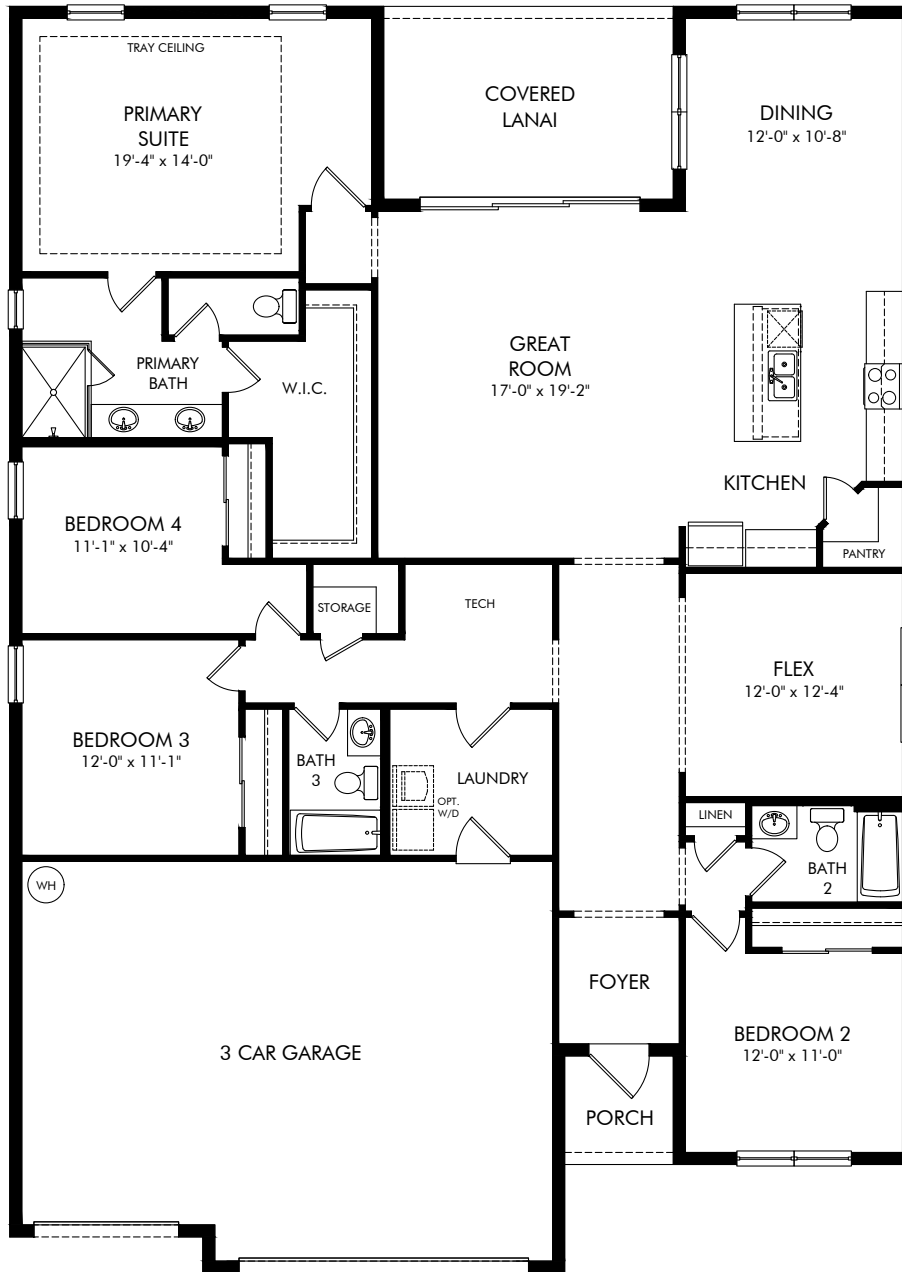 TRAY CEILING
PRIMARY
SUITE
19'-4" x 14'-0"
COVERED
LANAI
DINING
12'-0" x 10'-8"
PRIMARY
BATH
W.I.C.
GREAT
ROOM
17'-0" x 19'-2"
KITCHEN
PANTRY
BEDROOM 4
11'-1" x 10'-4"
STORAGE
TECH
FLEX
12'-0" x 12'-4"
BEDROOM 3
12'-0" x 11'-1"
BATH
3
LAUNDRY
OPT.
W/D
LINEN
BATH
2
WH
FOYER
BEDROOM 2
12'-0" x 11'-0"
3 CAR GARAGE
PORCH